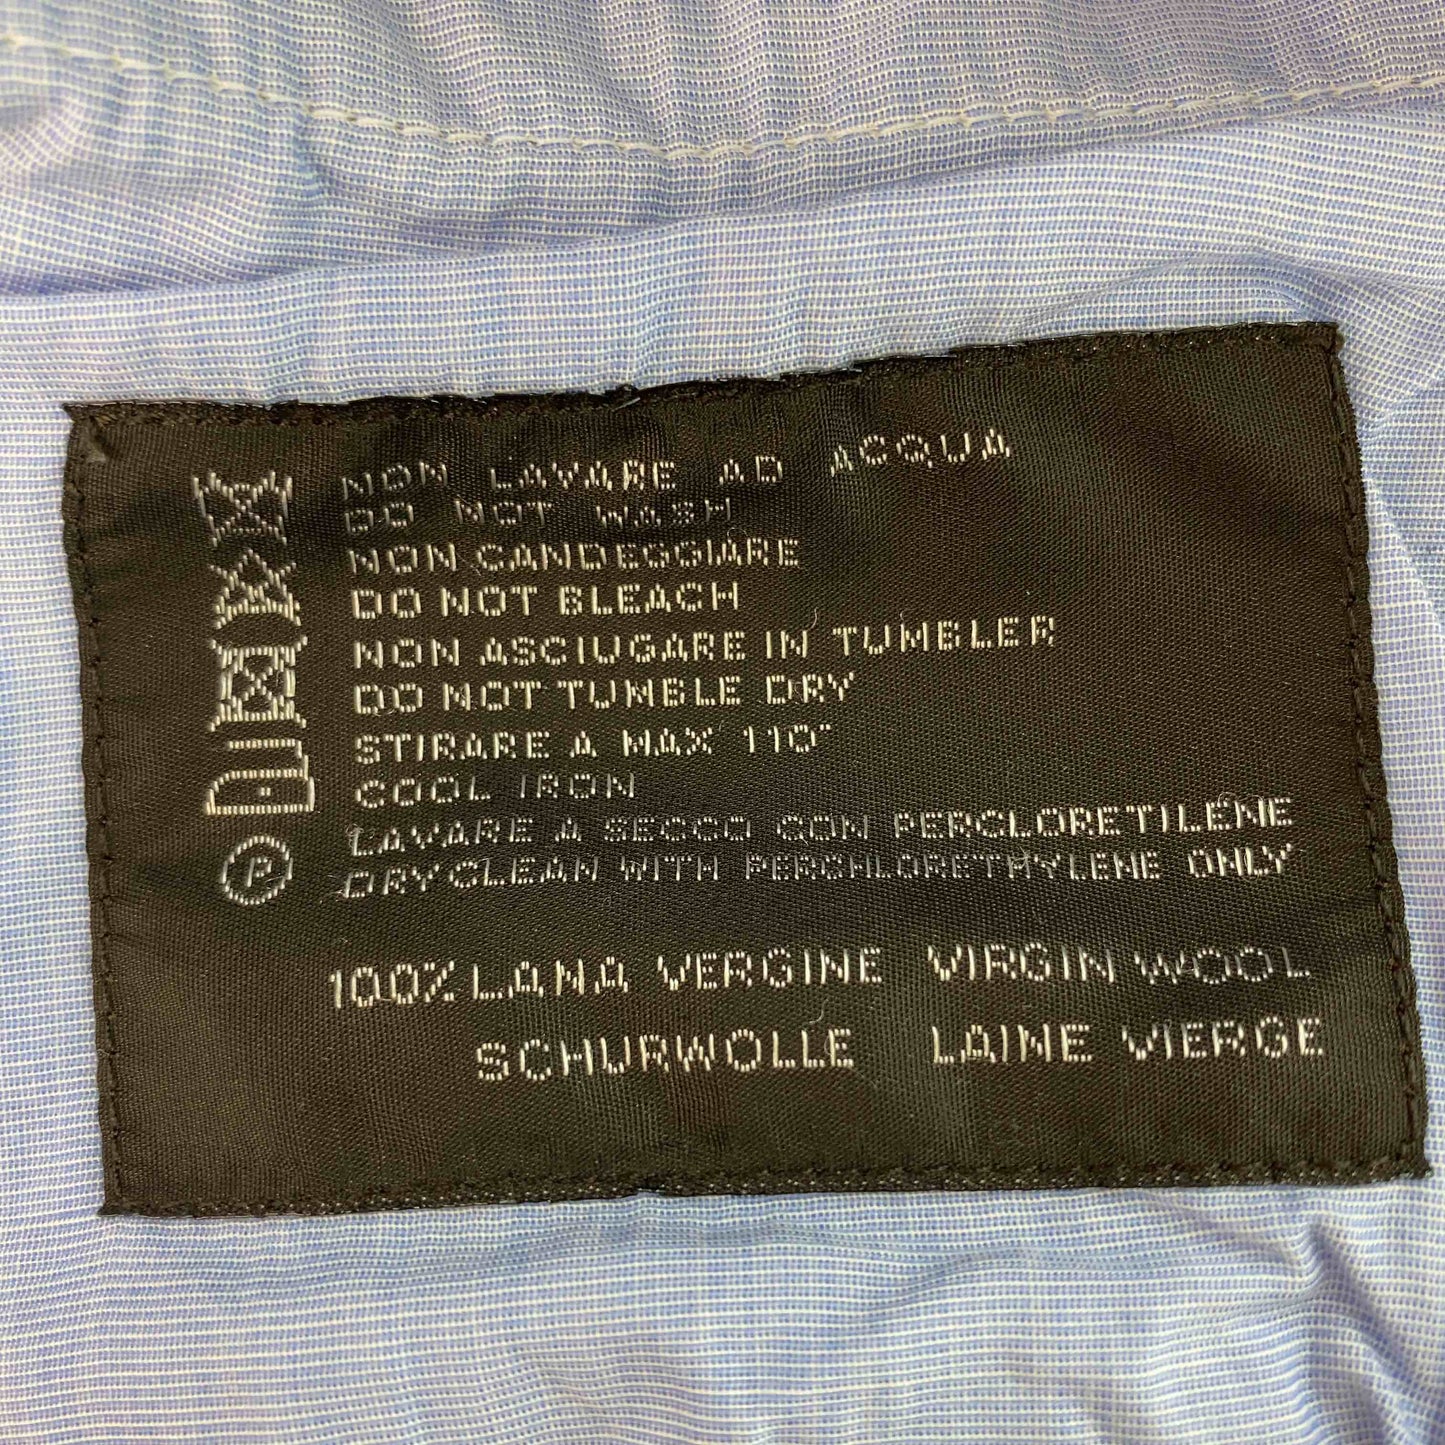 NON LAVARE AD ACQUA
DO NOT WASH
NON CANDEGGIARE
DO NOT BLEACH
NON ASCIUGARE IN TUMBLER
DO NOT TUMBLE DRY
STIRARE A MAX 110°
COOL IRON
P
LAVARE A SECCO CON PERCLORETILENE
DRYCLEAN WITH PERCHLORETHYLENE ONLY
100% LANA VERGINE VIRGIN WOOL
SCHURWOLLE LAINE VIERGE